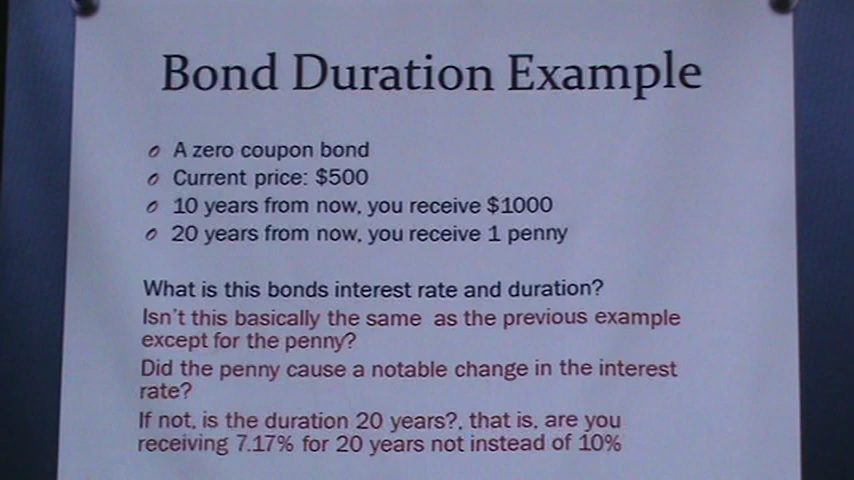 Bond Duration Example
A zero coupon bond
Current price: $500
10 years from now, you receive $1000
20 years from now, you receive 1 penny
What is this bonds interest rate and duration?
Isn't this basically the same as the previous example
except for the penny?
Did the penny cause a notable change in the interest
rate?
If not, is the duration 20 years?, that is, are you
receiving 7.17% for 20 years not instead of 10%